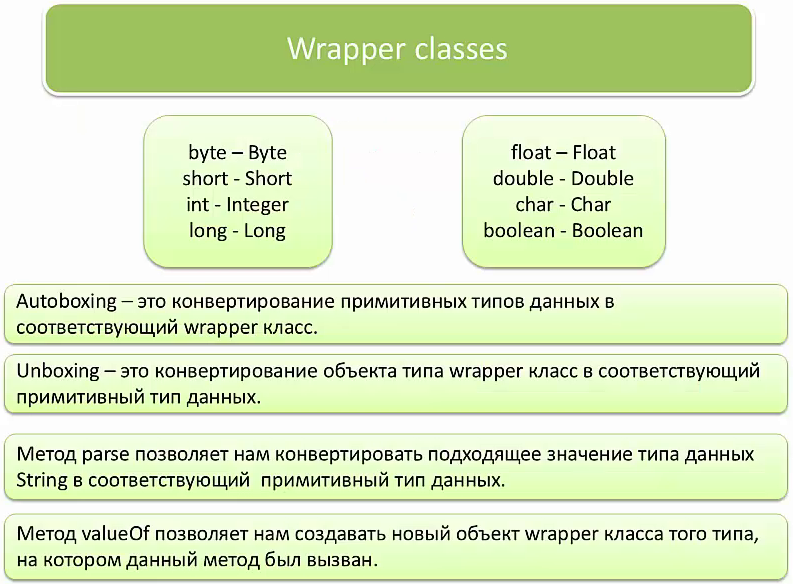 Wrapper classes
byte – Byte
short - Short
int - Integer
long - Long
float – Float
double - Double
char - Char
boolean - Boolean
Autoboxing – это конвертирование примитивных типов данных в
соответствующий wrapper класс.
Unboxing – это конвертирование объекта типа wrapper класс в соответствующий
примитивный тип данных.
Метод parse позволяет нам конвертировать подходящее значение типа данных
String в соответствующий примитивный тип данных.
Метод valueOf позволяет нам создавать новый объект wrapper класса того типа,
на котором данный метод был вызван.